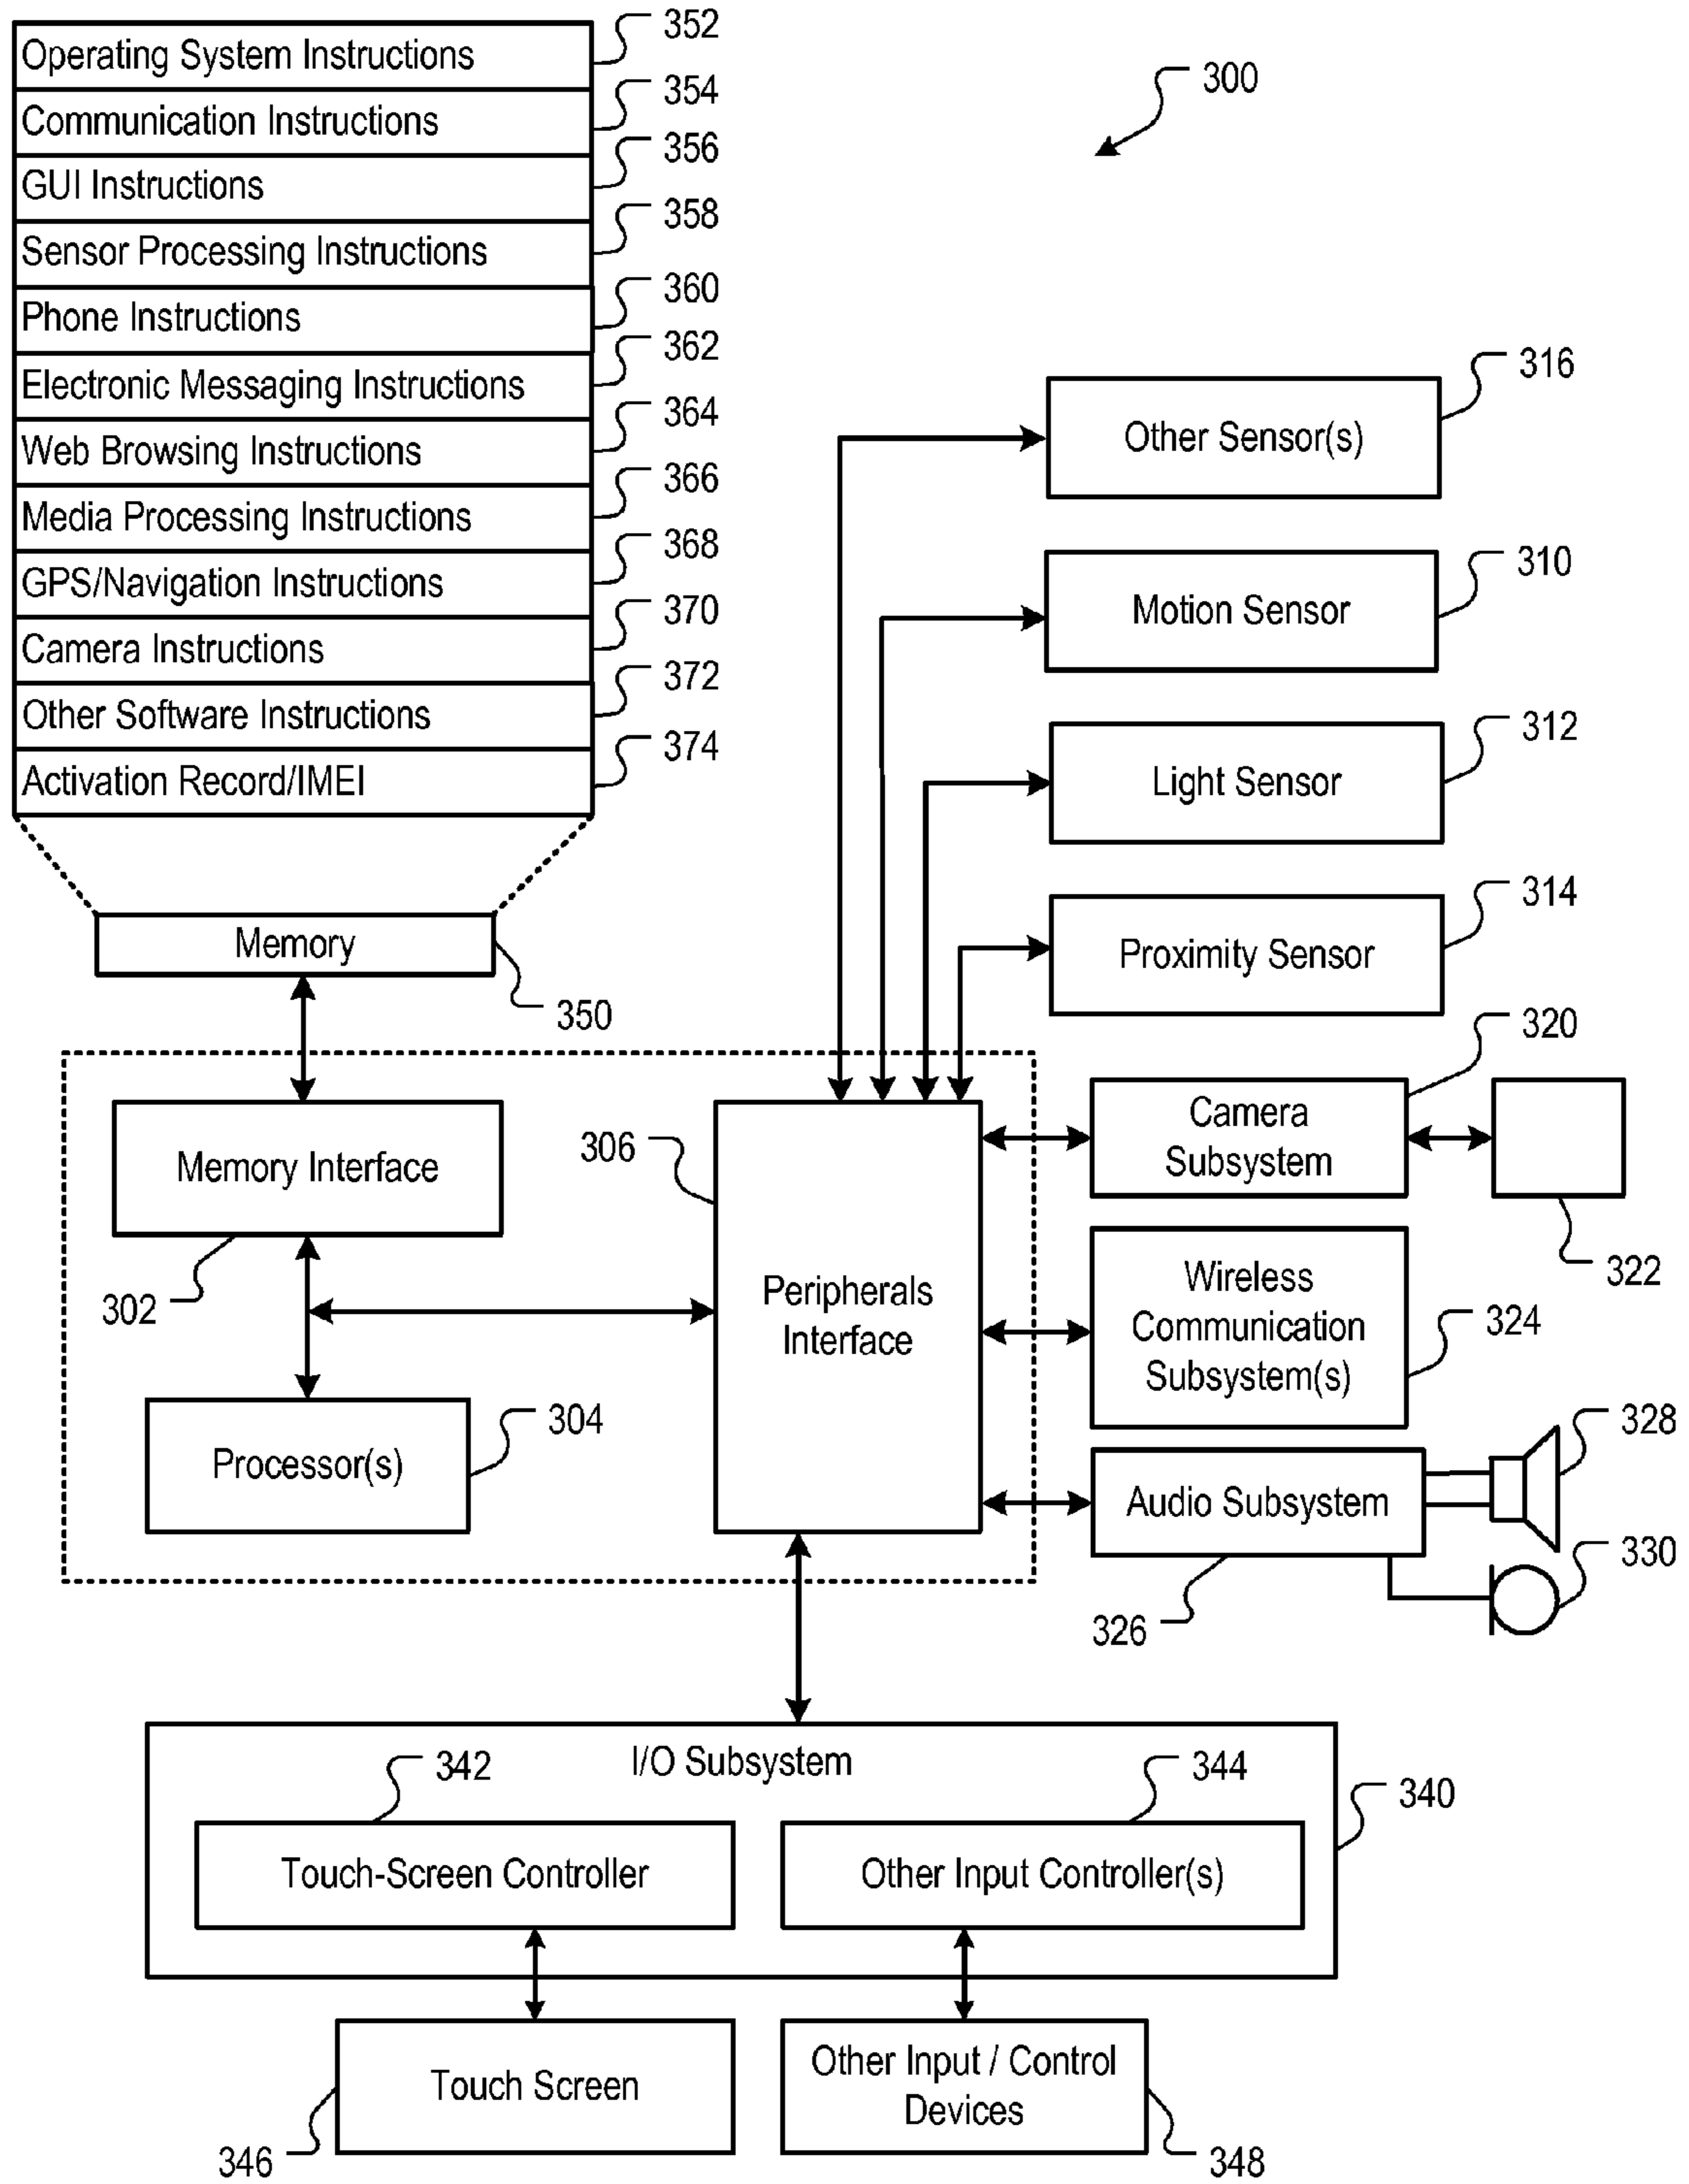 352
Operating System Instructions
354
Communication Instructions
356
GUI Instructions
358
Sensor Processing Instructions
360
Phone Instructions
362
Electronic Messaging Instructions
364
Web Browsing Instructions
366
Media Processing Instructions
368
GPS/Navigation Instructions
370
Camera Instructions
372
Other Software Instructions
374
Activation Record/IMEI
Memory
350
300
316
Other Sensor(s)
310
Motion Sensor
312
Light Sensor
314
Proximity Sensor
320
Camera
Subsystem
322
Memory Interface
302
306
Peripherals
Interface
Wireless
Communication
Subsystem(s)
324
304
Processor(s)
328
Audio Subsystem
330
326
I/O Subsystem
342
344
340
Touch-Screen Controller
Other Input Controller(s)
Touch Screen
346
Other Input / Control
Devices
348